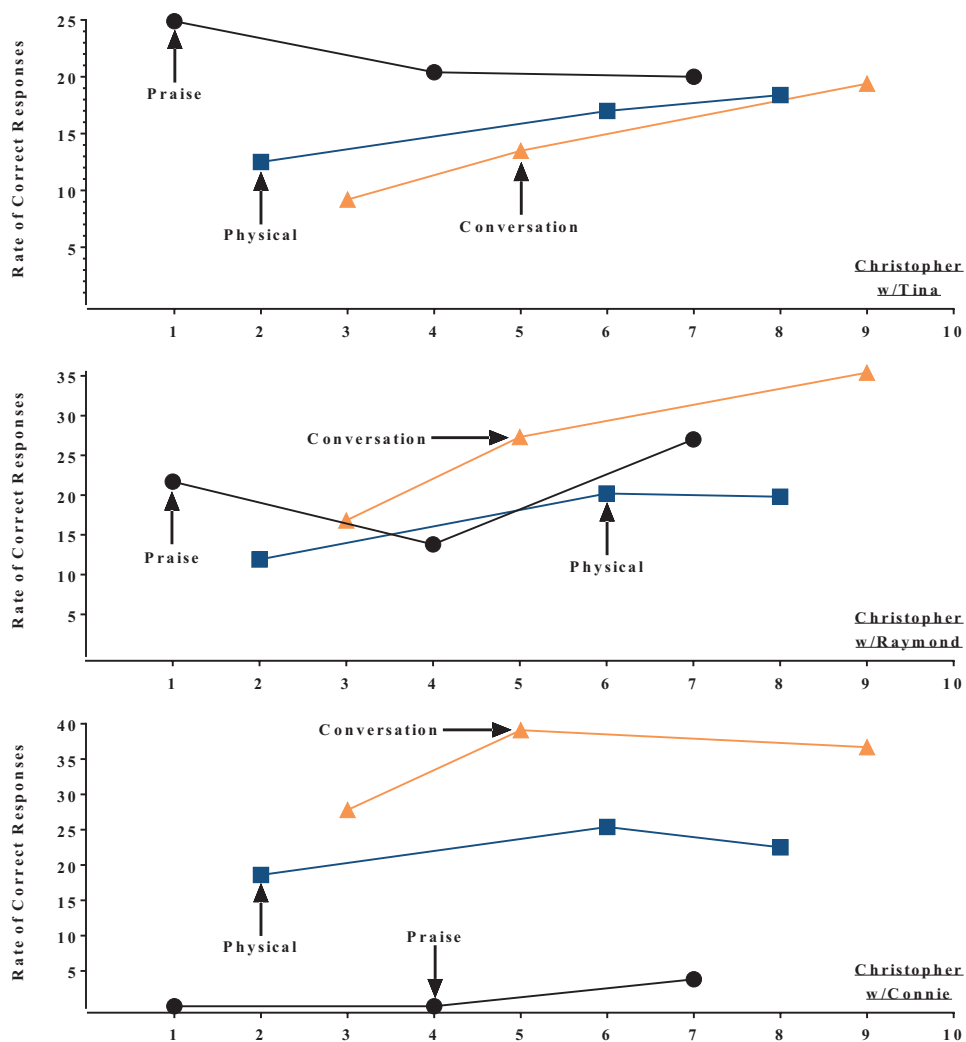 Rate of Correct Responses
25
20
15
10
5
Praise
Physical
Conversation
Christopher
w/Tina
1 2 3 4 5 6 7 8 9 10
Rate of Correct Responses
35
30
25
20
15
10
5
Conversation
Praise
Physical
Christopher
w/Raymond
1 2 3 4 5 6 7 8 9 10
Rate of Correct Responses
40
35
30
25
20
15
10
5
Conversation
Physical
Praise
Christopher
w/Connie
1 2 3 4 5 6 7 8 9 10